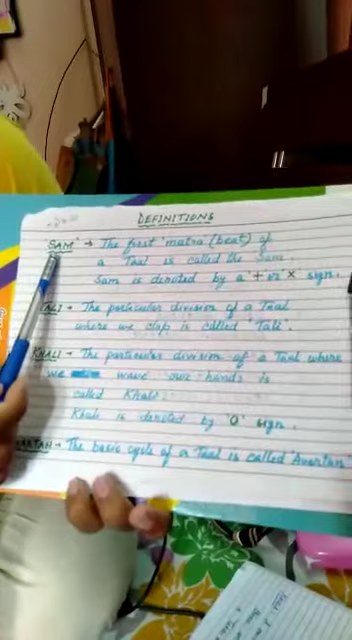 DEFINITIONS
'SAM' → The first matra (beat) of
a Taal is called the Sam.
Sam is denoted by a '+' or 'x' sign.
TALI - The particular division of a Taal
where we clap is called 'Tali'.
KHALI - The particular division of a Taal where
we wave our hands is
called Khali.
Khali is denoted by 'O' sign.
The basic cycle of a Taal is called 'Avartan'